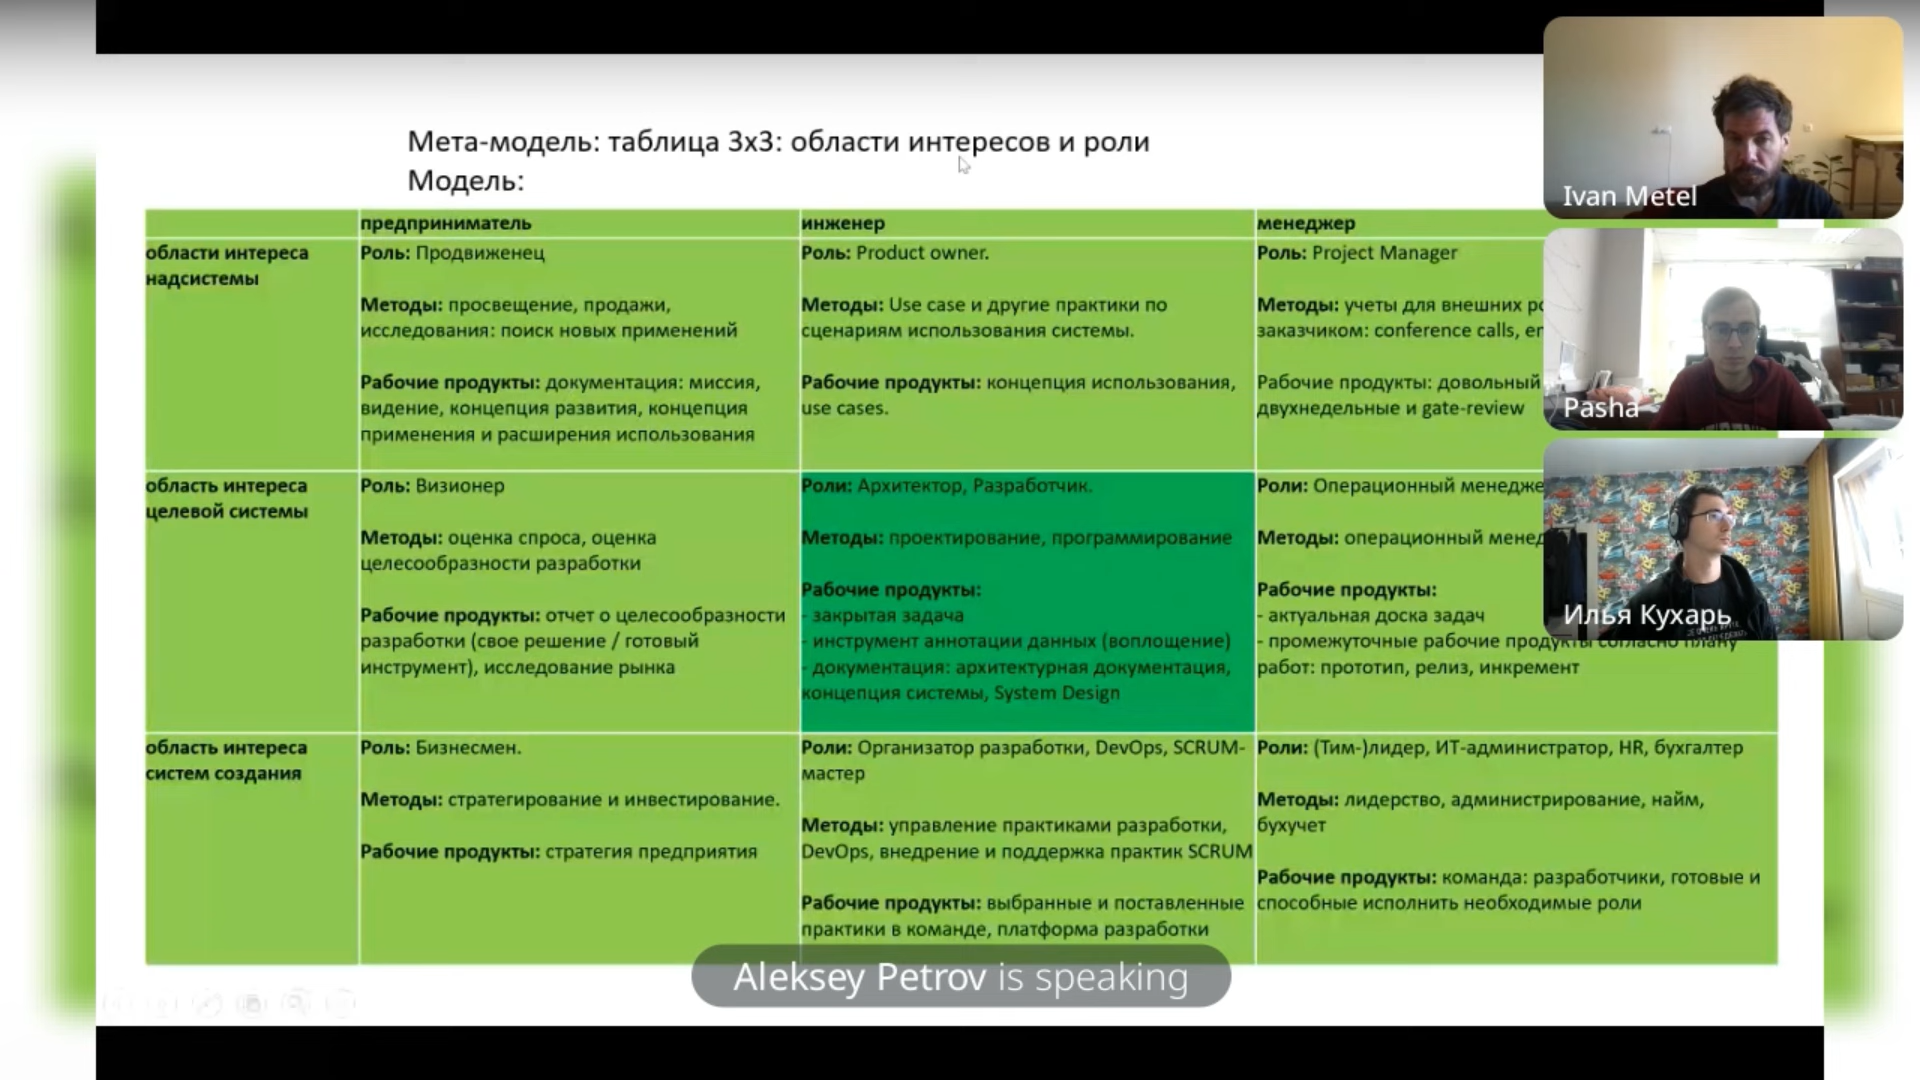 Мета-модель: таблица 3х3: области интересов и роли
Модель:
предприниматель
инженер
менеджер
области интереса
надсистемы
Роль: Продвиженец
Методы: просвещение, продажи,
исследования: поиск новых применений
Рабочие продукты: документация: миссия,
видение, концепция развития, концепция
применения и расширения использования
Роль: Product owner.
Методы: Use case и другие практики по
сценариям использования системы.
Рабочие продукты: концепция использования,
use cases.
Роль: Project Manager
Методы: учеты для внешних
заказчиком: conference calls,
Рабочие продукты: довольный
двухнедельные и gate-review
область интереса
целевой системы
Роль: Визионер
Методы: оценка спроса, оценка
целесообразности разработки
Рабочие продукты: отчет о целесообразности
разработки (свое решение / готовый
инструмент), исследование рынка
Роли: Архитектор, Разработчик.
Методы: проектирование, программирование
Рабочие продукты:
- закрытая задача
- инструмент аннотации данных (воплощение)
- документация: архитектурная документация,
концепция системы, System Design
Роли: Операционный
Методы: операционный
Рабочие продукты:
- актуальная доска задач
- промежуточные рабочие продукты согласно плану
работ: прототип, релиз, инкремент
область интереса
систем создания
Роль: Бизнесмен.
Методы: стратегирование и инвестирование.
Рабочие продукты: стратегия предприятия
Роли: Организатор разработки, DevOps, SCRUM-
мастер
Методы: управление практиками разработки,
DevOps, внедрение и поддержка практик SCRUM
Рабочие продукты: выбранные и поставленные
практики в команде, платформа разработки
Роли: (Тим-)лидер, ИТ-администратор, HR, бухгалтер
Методы: лидерство, администрирование, найм,
бухучет
Рабочие продукты: команда: разработчики, готовые и
способные исполнить необходимые роли
Ivan Metel
Pasha
Илья Кухарь
Aleksey Petrov is speaking